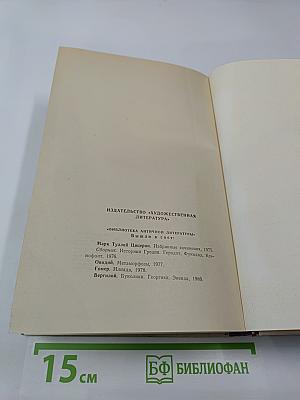 ИЗДАТЕЛЬСТВО «ХУДОЖЕСТВЕННАЯ
ЛИТЕРАТУРА»
«БИБЛИОТЕКА АНТИЧНОЙ ЛИТЕРАТУРЫ»
Вышли в свет:
Марк Туллий Цицерон. Избранные сочинения, 1975.
Сборник. Историки Греции. Геродот, Фукидид, Ксе-
нофонт. 1976.
Овидий. Метаморфозы, 1977.
Гомер. Илиада, 1978.
Вергилий. Буколики, Георгики, Энеида, 1980.
15 см
БФ БИБЛИОФАН